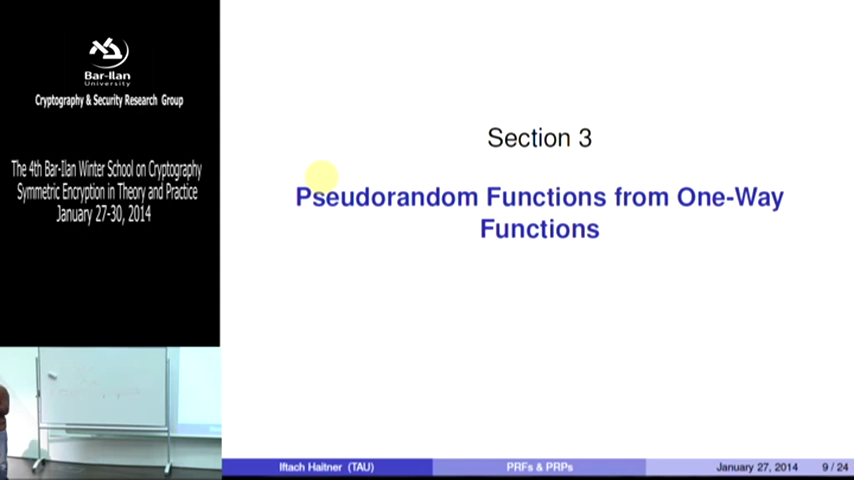 Bar-Ilan
University
Cryptography & Security Research Group
The 4th Bar-Ilan Winter School on Cryptography
Symmetric Encryption in Theory and Practice
January 27-30, 2014
Section 3
Pseudorandom Functions from One-Way
Functions
Iftach Haitner (TAU)
PRFs & PRPs
January 27, 2014
9 / 24